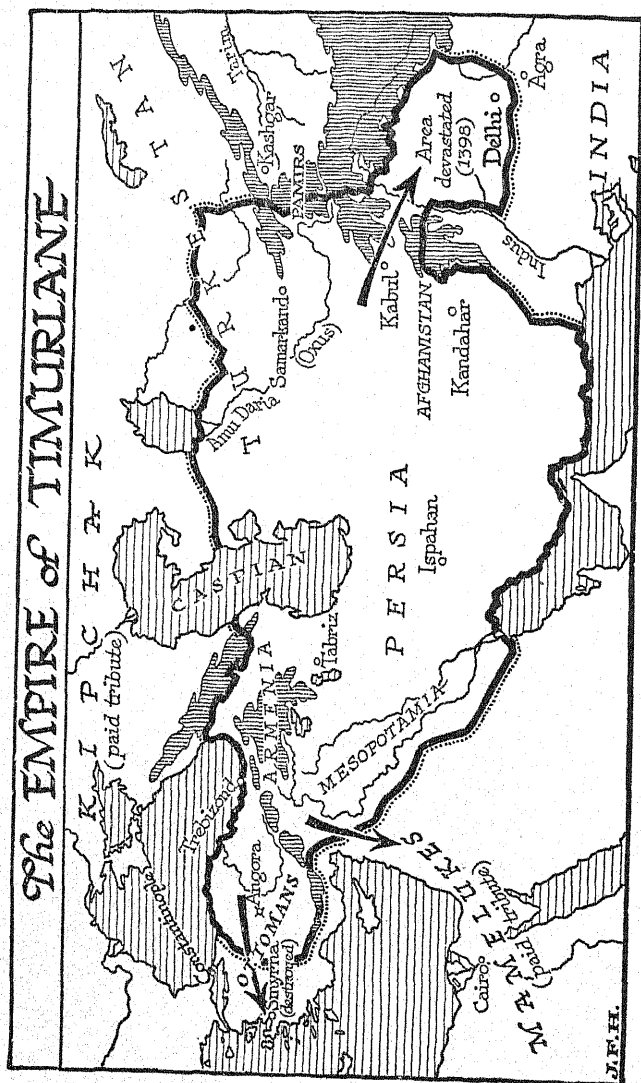 The EMPIRE of TIMURLANE
KIPCHAK
(paid tribute)
TURKESTAN
Constantinople
Trebizond
CASPIAN
Amu Daria
Samarkand
(Oxus)
Kashgar
Tarim
PAMIRS
Angora
OTTOMANS
Smyrna
(destroyed)
ARMENIA
Tabriz
MESOPOTAMIA
PERSIA
Ispahan
Kabul
AFGHANISTAN
Kandahar
Area
devastated
(1398)
Delhi
Agra
Indus
INDIA
Cairo
MAMELUKES
(paid tribute)
J.F.H.